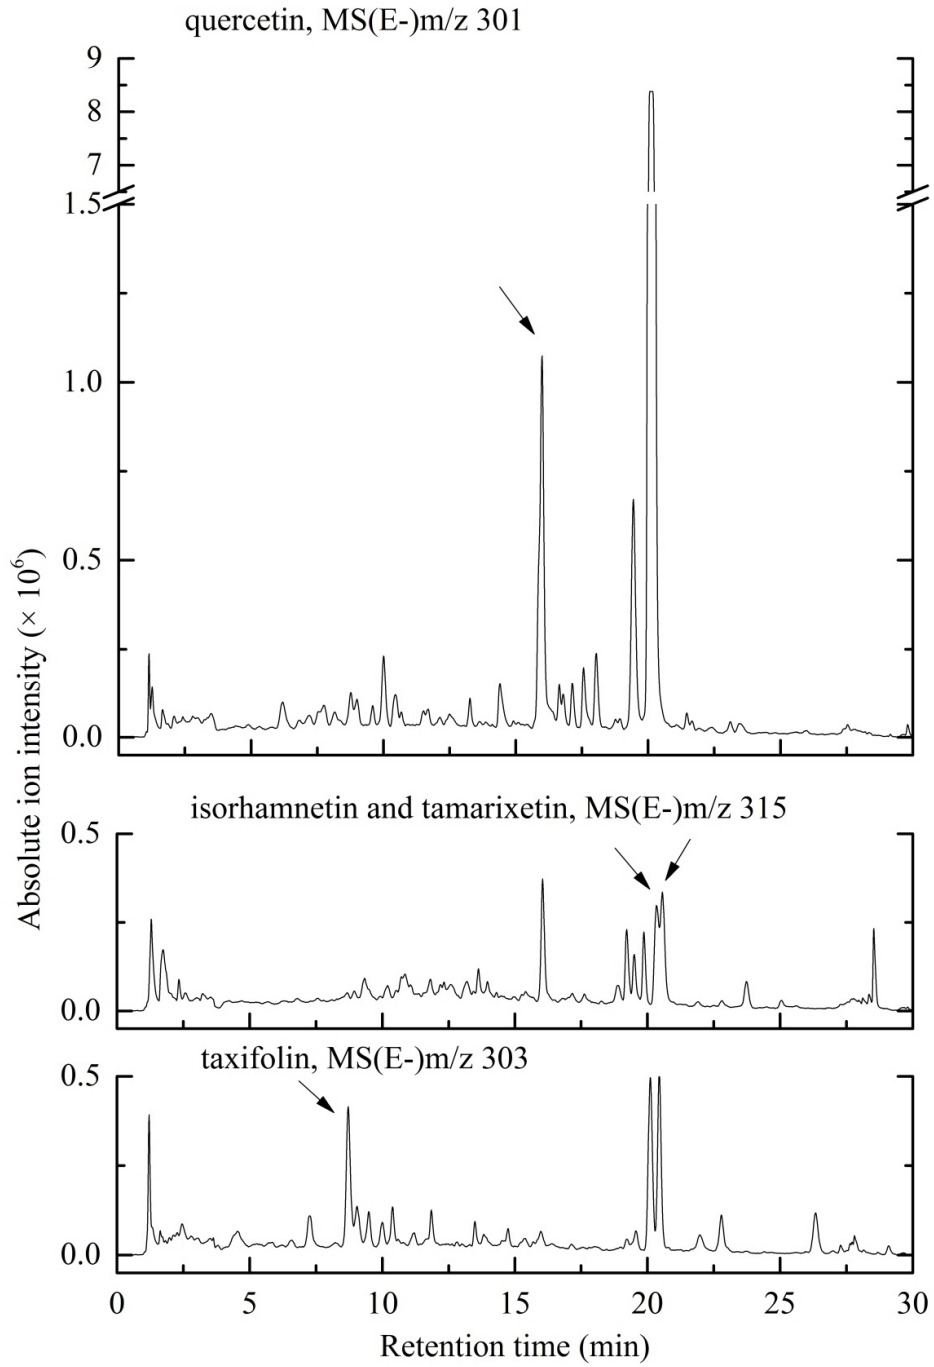 quercetin, MS(E-)m/z 301
9
8
7
1.5
1.0
0.5
0.0
Absolute ion intensity (× 10⁶)
isorhamnetin and tamarixetin, MS(E-)m/z 315
0.5
0.0
taxifolin, MS(E-)m/z 303
0.5
0.0
0 5 10 15 20 25 30
Retention time (min)